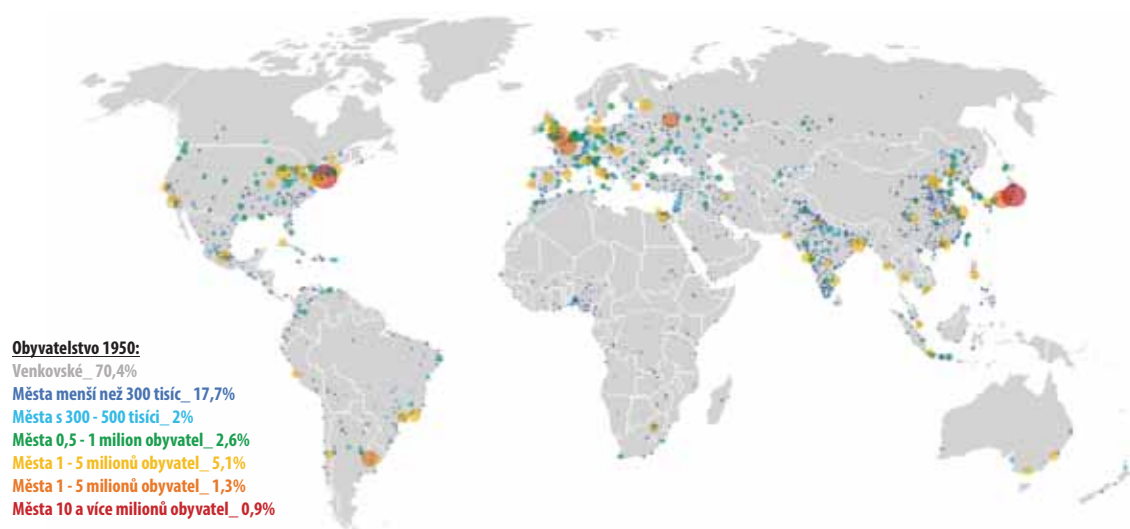 Obyvatelstvo 1950:
Venkovské_ 70,4%
Města menší než 300 tisíc_ 17,7%
Města s 300 - 500 tisíci_ 2%
Města 0,5 - 1 milion obyvatel_ 2,6%
Města 1 - 5 milionů obyvatel_ 5,1%
Města 1 - 5 milionů obyvatel_ 1,3%
Města 10 a více milionů obyvatel_ 0,9%